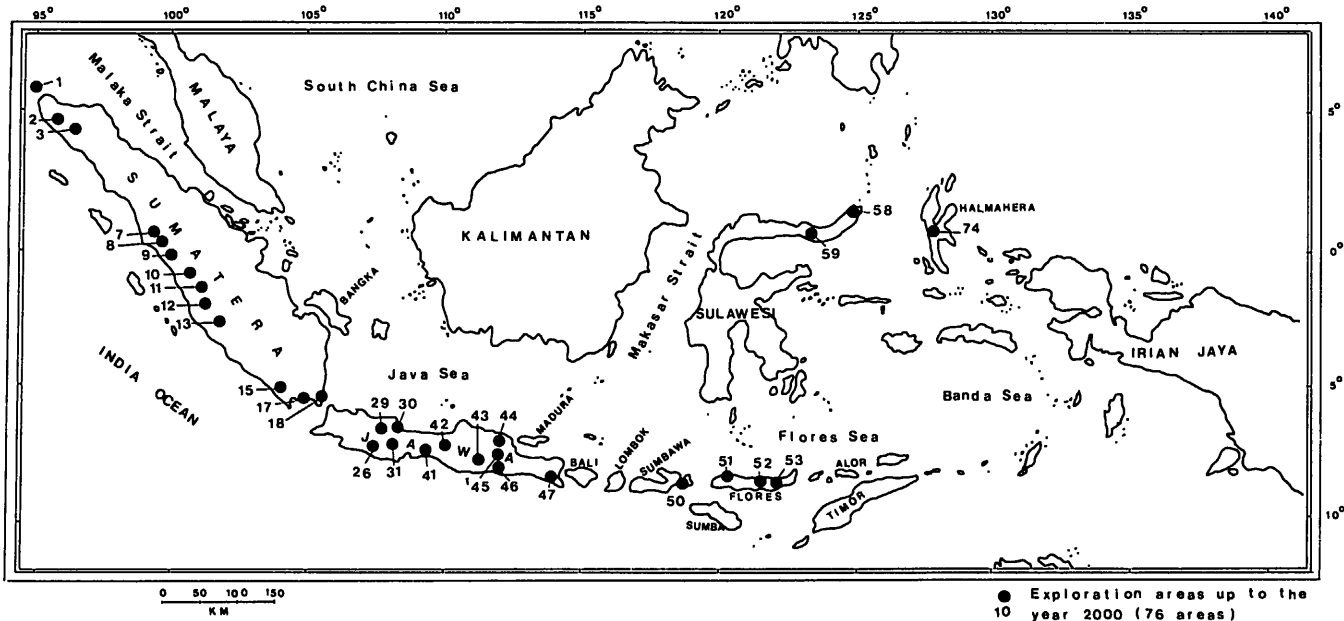 95° 100° 105° 110° 115° 120° 125° 130° 135° 140°
5°
0°
5°
10°
Malaka Strait
MALAYA
South China Sea
SUMATERA
BANGKA
KALIMANTAN
Makasar Strait
SULAWESI
HALMAHERA
IRIAN JAYA
INDIA OCEAN
Java Sea
Banda Sea
Flores Sea
JAWA
MADURA
BALI
LOMBOK
SUMBAWA
SUMBA
FLORES
ALOR
TIMOR
1
2
3
7
8
9
10
11
12
13
15
17
18
29 30
26 31 41
42 43 44
45 46 47
50
51 52 53
58
59
74
0 50 100 150
KM
Exploration areas up to the
10 year 2000 (76 areas)